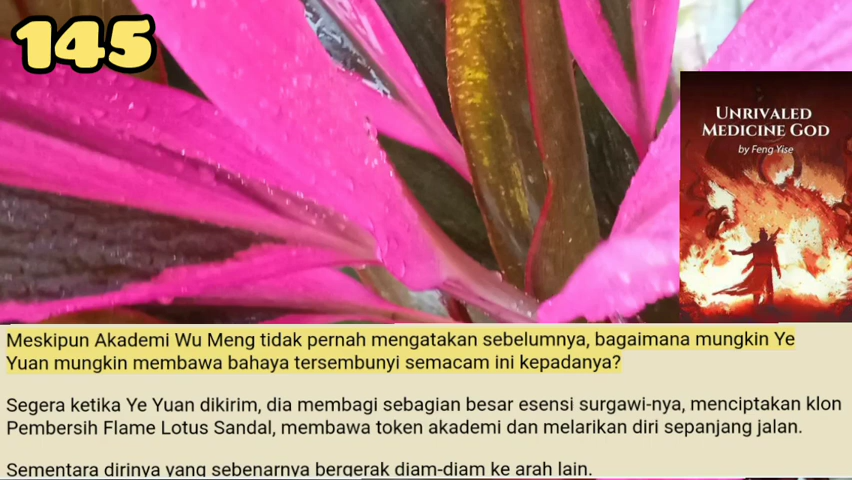 145
UNRIVALED
MEDICINE GOD
by Feng Yise
Meskipun Akademi Wu Meng tidak pernah mengatakan sebelumnya, bagaimana mungkin Ye
Yuan mungkin membawa bahaya tersembunyi semacam ini kepadanya?
Segera ketika Ye Yuan dikirim, dia membagi sebagian besar esensi surgawi-nya, menciptakan klon
Pembersih Flame Lotus Sandal, membawa token akademi dan melarikan diri sepanjang jalan.
Sementara dirinya yang sebenarnya bergerak diam-diam ke arah lain.